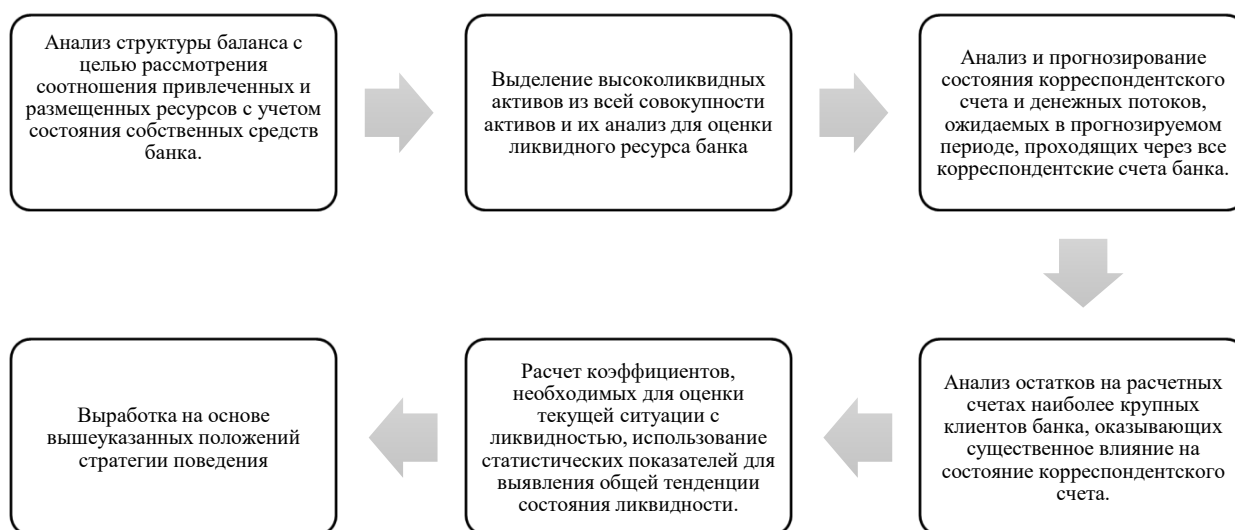 Анализ структуры баланса с
целью рассмотрения
соотношения привлеченных и
размещенных ресурсов с учетом
состояния собственных средств
банка.
Выделение высоколиквидных
активов из всей совокупности
активов и их анализ для оценки
ликвидного ресурса банка
Анализ и прогнозирование
состояния корреспондентского
счета и денежных потоков,
ожидаемых в прогнозируемом
периоде, проходящих через все
корреспондентские счета банка.
Анализ остатков на расчетных
счетах наиболее крупных
клиентов банка, оказывающих
существенное влияние на
состояние корреспондентского
счета.
Расчет коэффициентов,
необходимых для оценки
текущей ситуации с
ликвидностью, использование
статистических показателей для
выявления общей тенденции
состояния ликвидности.
Выработка на основе
вышеуказанных положений
стратегии поведения